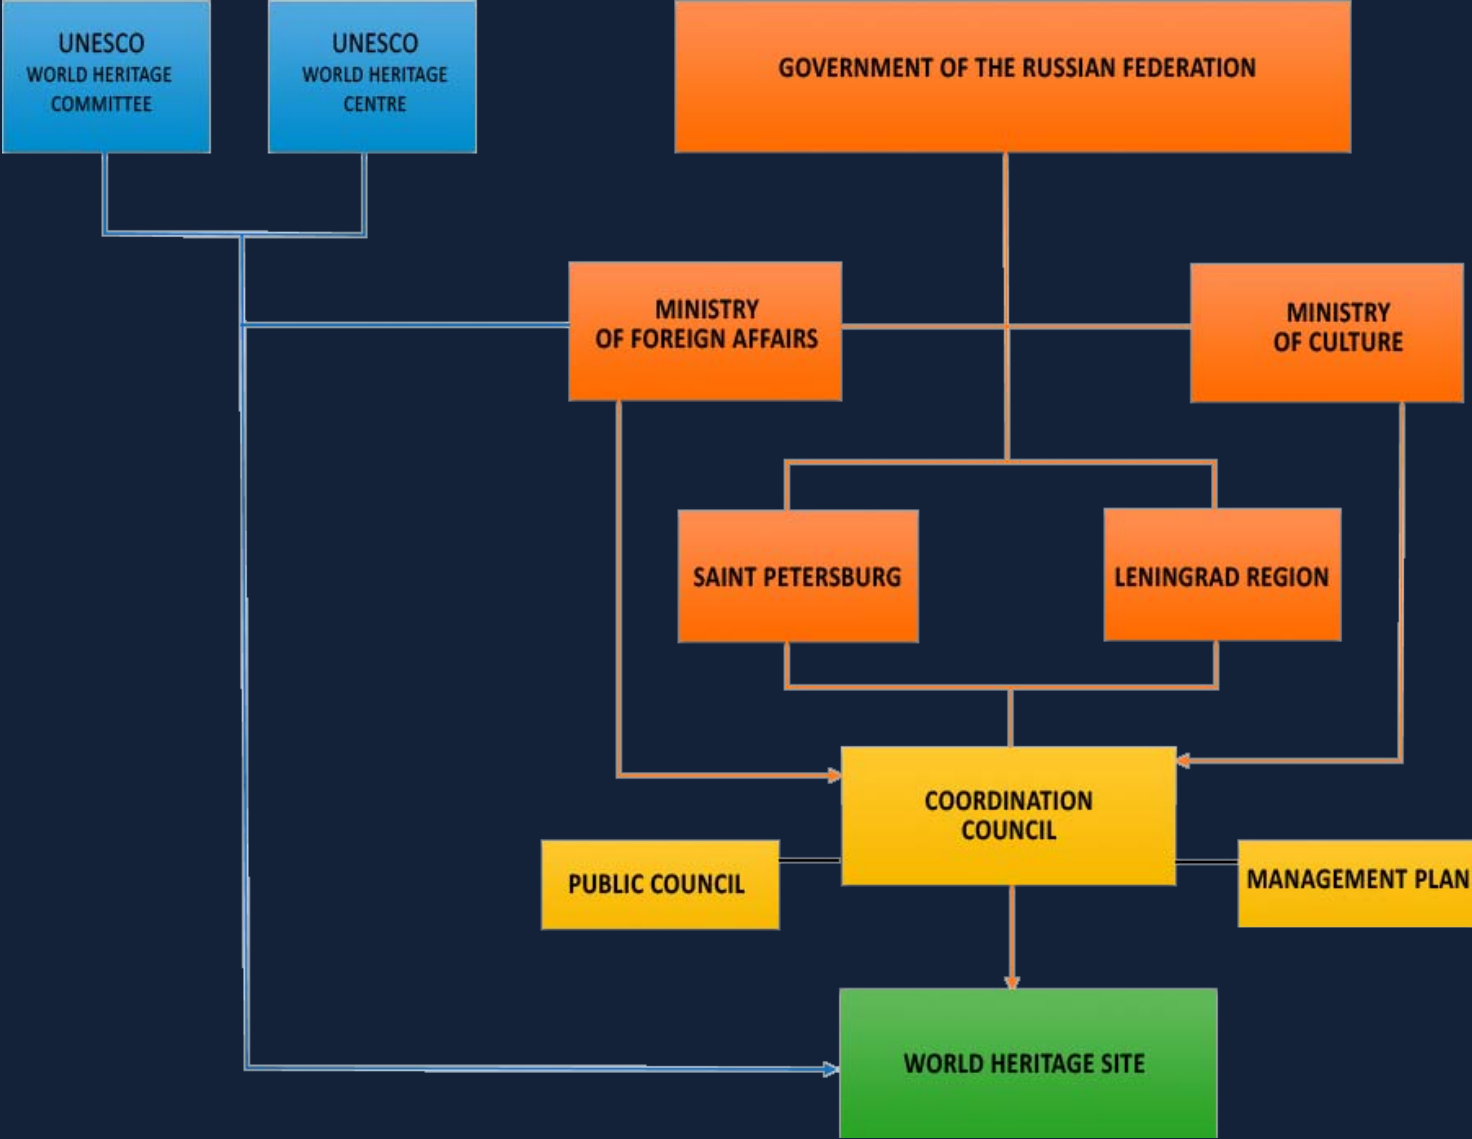 UNESCO
WORLD HERITAGE
COMMITTEE
UNESCO
WORLD HERITAGE
CENTRE
GOVERNMENT OF THE RUSSIAN FEDERATION
MINISTRY
OF FOREIGN AFFAIRS
MINISTRY
OF CULTURE
SAINT PETERSBURG
LENINGRAD REGION
COORDINATION
COUNCIL
PUBLIC COUNCIL
MANAGEMENT PLAN
WORLD HERITAGE SITE